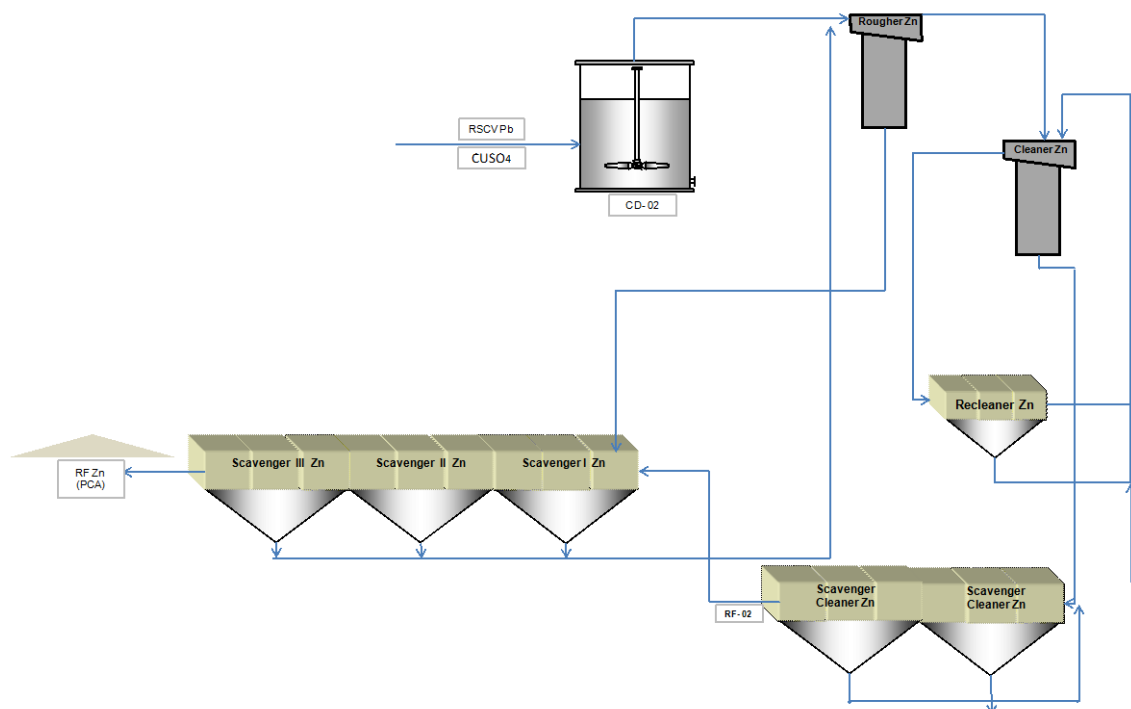 Rougher Zn
RSCV Pb
CUSO4
CD- 02
Cleaner Zn
Recleaner Zn
Scavenger III Zn
Scavenger II Zn
Scavenger I Zn
RF Zn
(PCA)
Scavenger
Cleaner Zn
Scavenger
Cleaner Zn
RF- 02